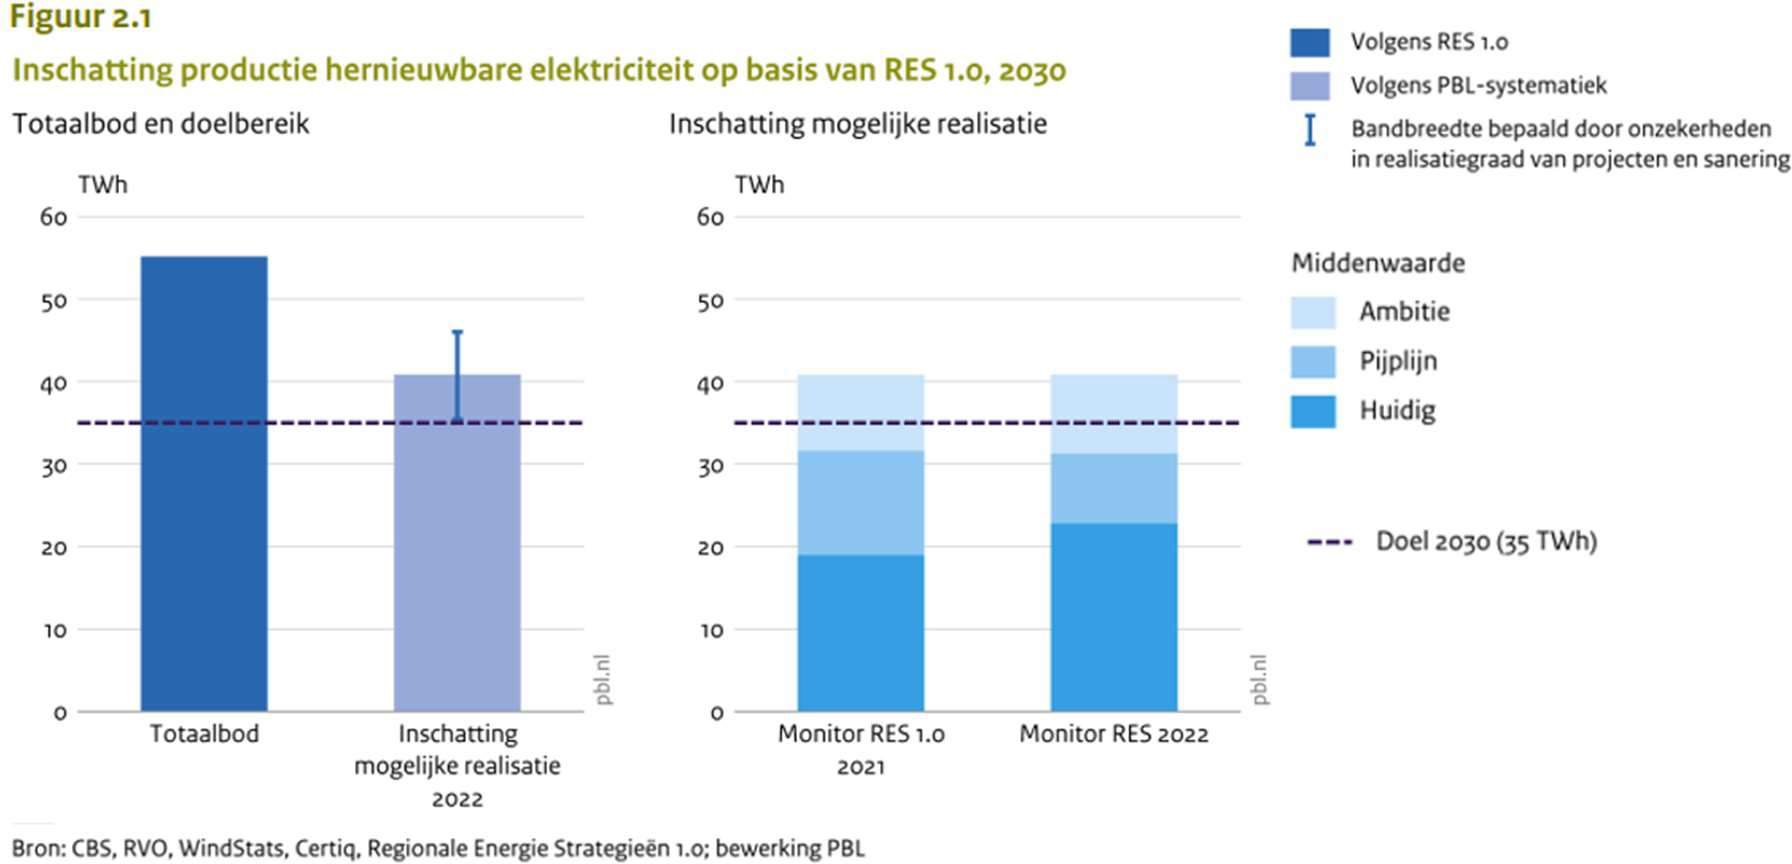 Figuur 2.1
Inschatting productie hernieuwbare elektriciteit op basis van RES 1.0, 2030
Totaalbod en doelbereik
TWh
60
50
40
30
20
10
0
Totaalbod
Inschatting
mogelijke realisatie
2022
pbl.nl
Inschatting mogelijke realisatie
TWh
60
50
40
30
20
10
0
Monitor RES 1.0
2021
Monitor RES 2022
pbl.nl
Volgens RES 1.0
Volgens PBL-systematiek
Bandbreedte bepaald door onzekerheden
in realisatiegraad van projecten en sanering
Middenwaarde
Ambitie
Pijplijn
Huidig
Doel 2030 (35 TWh)
Bron: CBS, RVO, WindStats, Certiq, Regionale Energie Strategieën 1.0; bewerking PBL